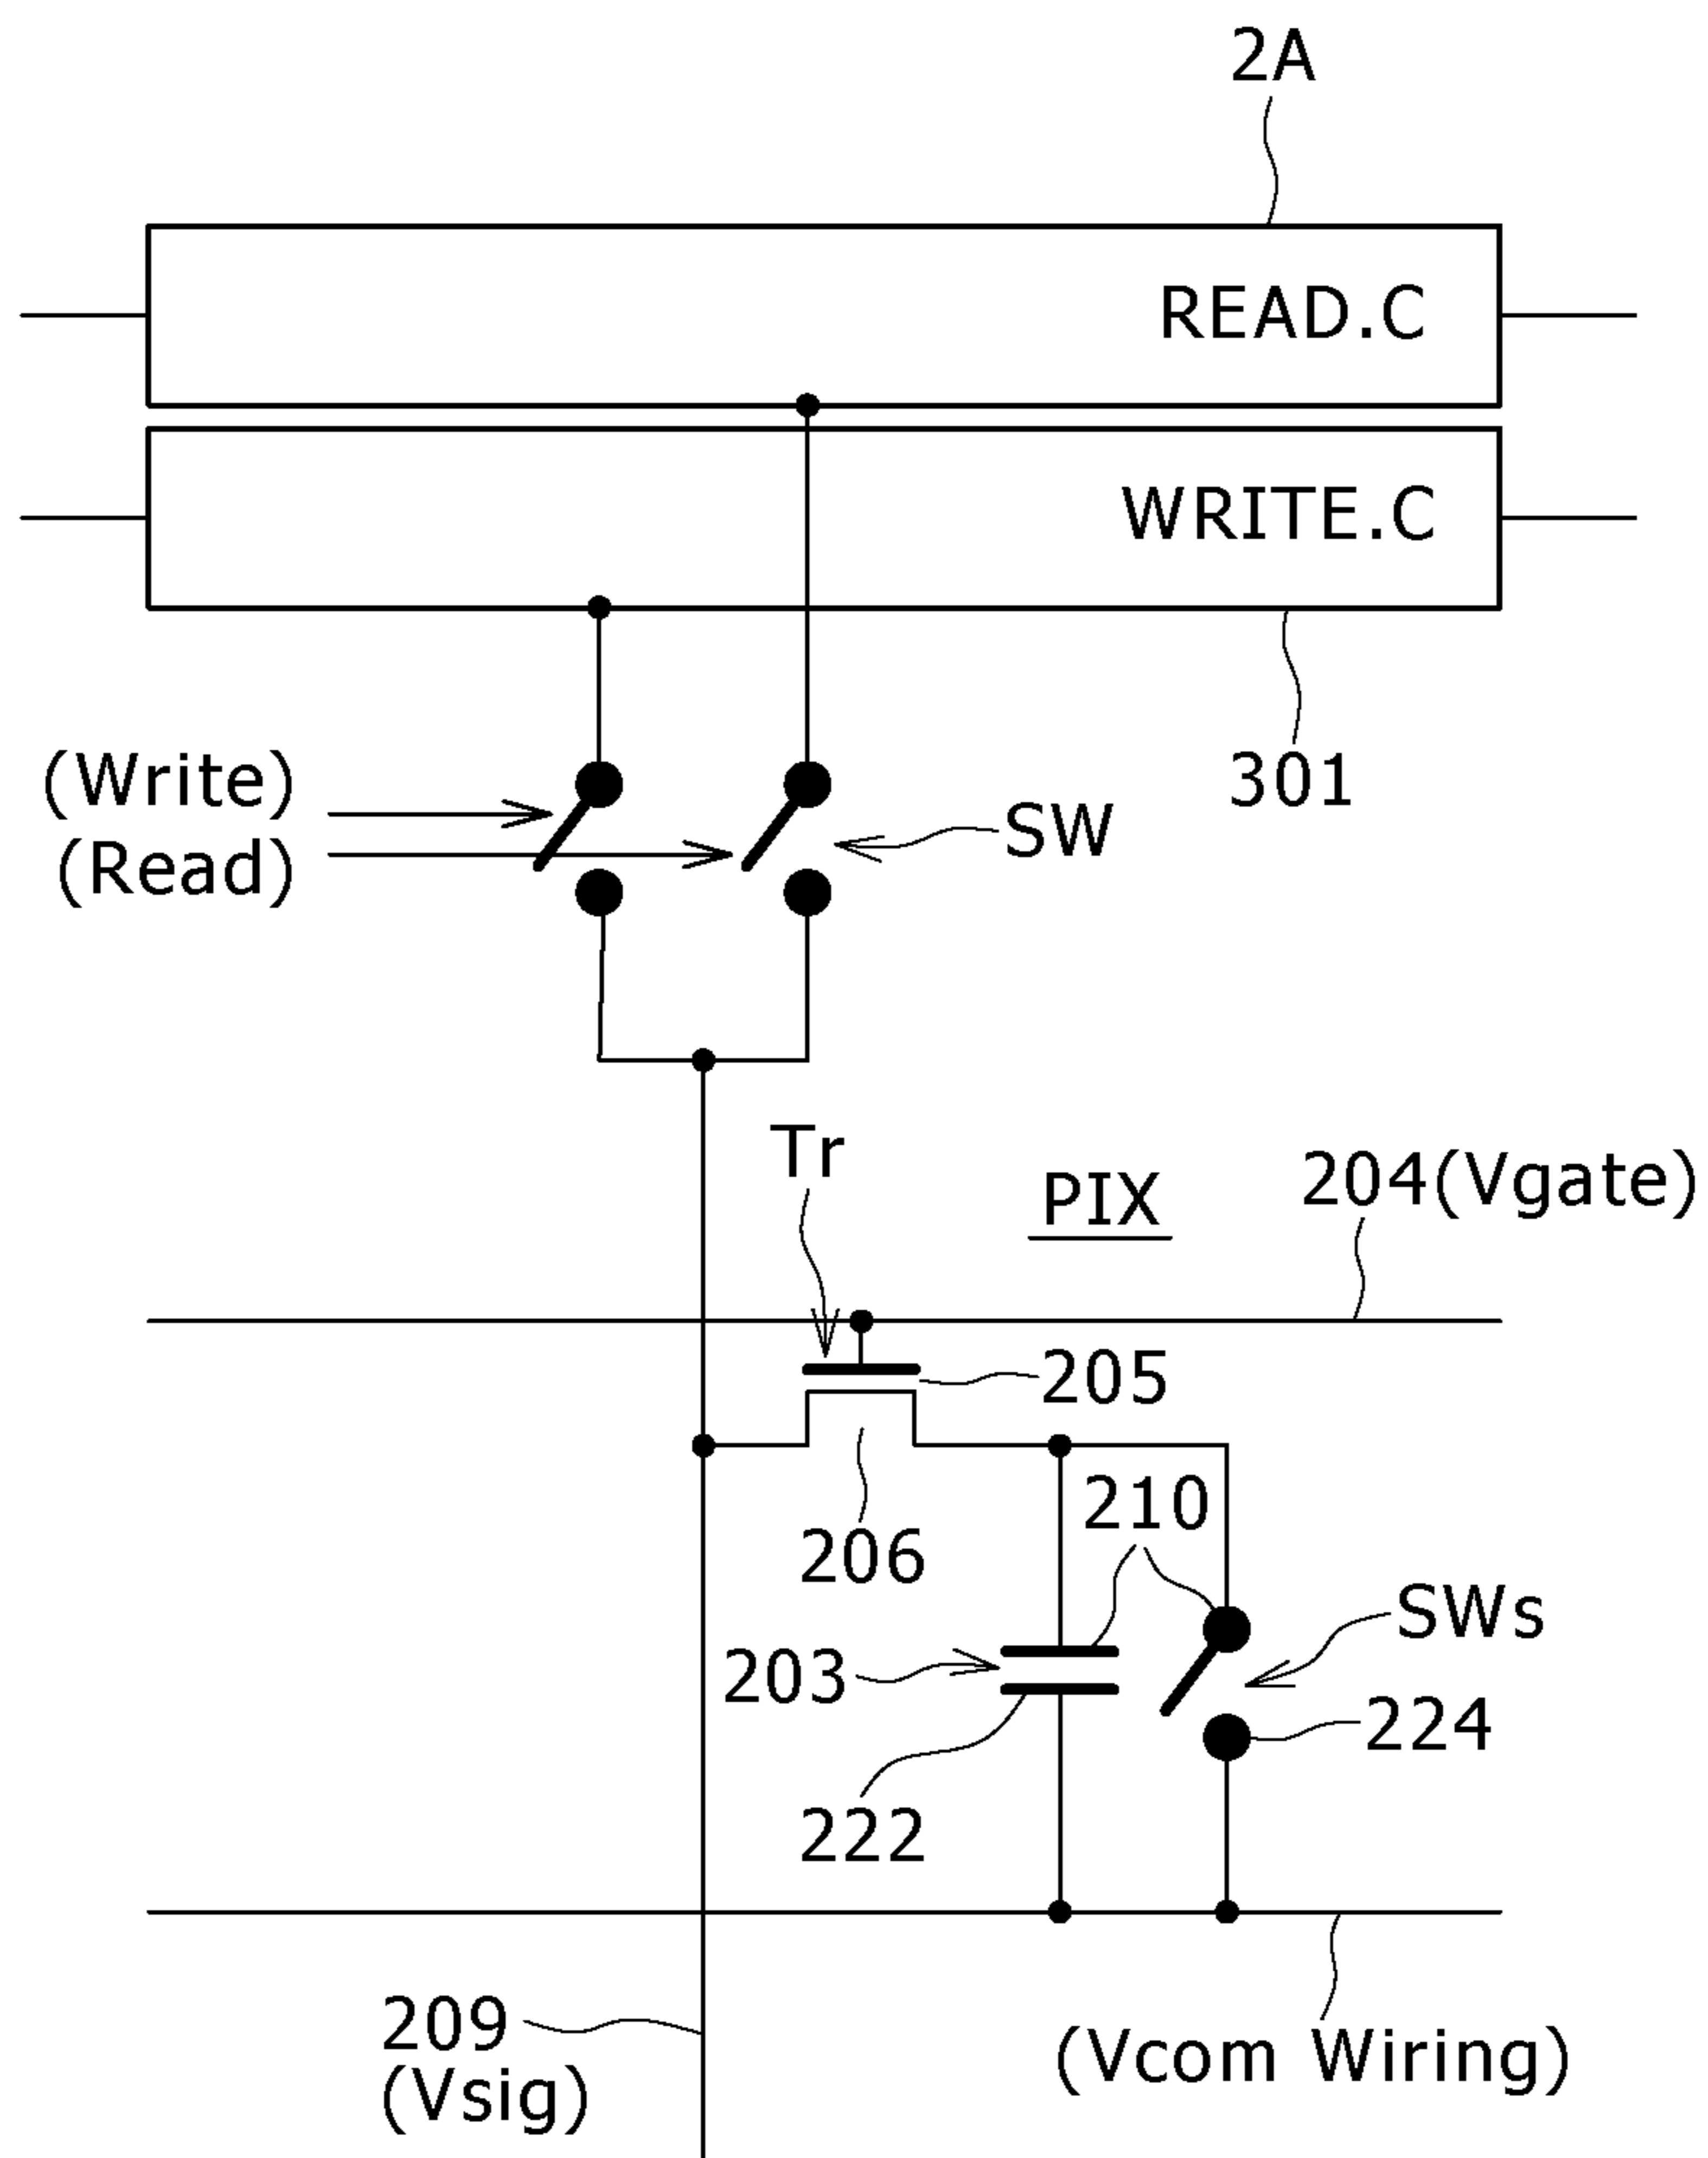 2A
READ.C
WRITE.C
301
(Write)
(Read)
SW
Tr
PIX
204(Vgate)
205
206
210
SWs
203
224
222
209
(Vsig)
(Vcom Wiring)